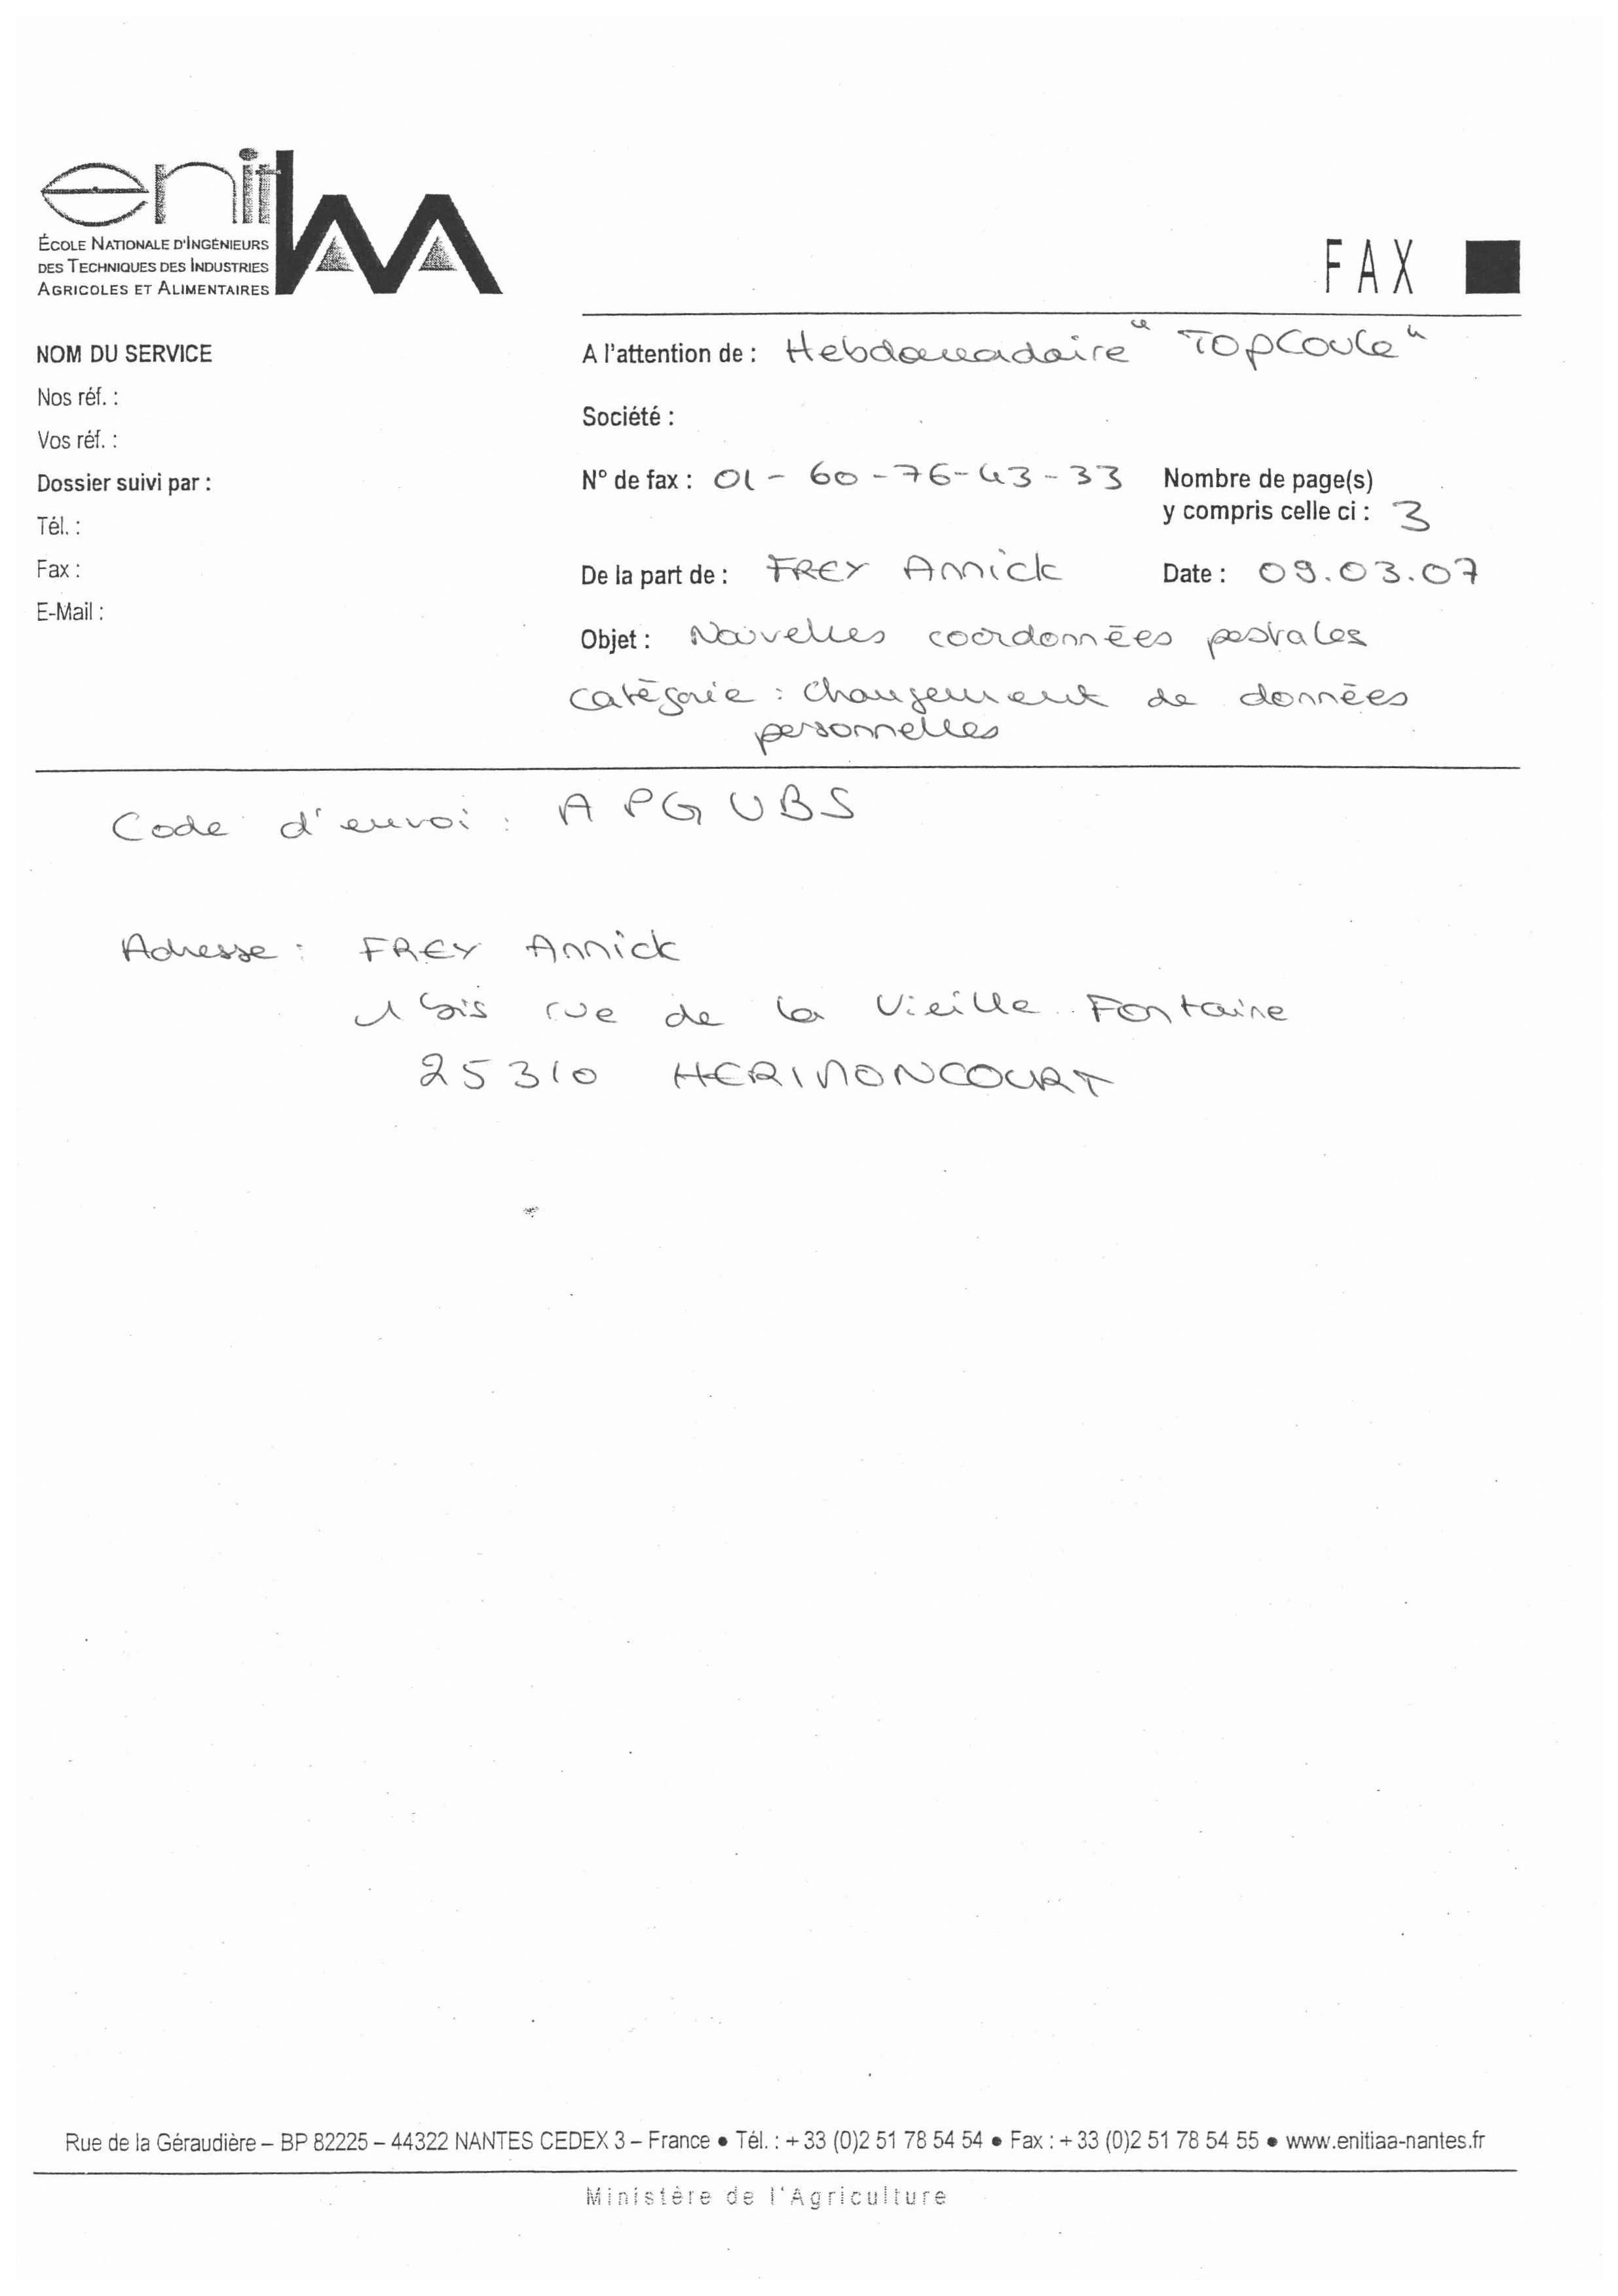 enitIAA
ÉCOLE NATIONALE D'INGÉNIEURS
DES TECHNIQUES DES INDUSTRIES
AGRICOLES ET ALIMENTAIRES
FAX
NOM DU SERVICE
Nos réf. :
Vos réf. :
Dossier suivi par :
Tél. :
Fax :
E-Mail :
A l'attention de : Hebdomadaire "TopCoule"
Société :
N° de fax : 01-60-76-43-33
Nombre de page(s)
y compris celle ci : 3
De la part de : FREY Annick
Date : 09.03.07
Objet : Nouvelles coordonnées postales
Catégorie : Changement de données
personnelles
Code d'envoi : APGUBS
Adresse : FREY Annick
1 bis rue de la Vieille Fontaine
25310 HERIMONCOURT
Rue de la Géraudière – BP 82225 – 44322 NANTES CEDEX 3 – France • Tél. : + 33 (0)2 51 78 54 54 • Fax : + 33 (0)2 51 78 54 55 • www.enitiaa-nantes.fr
Ministère de l'Agriculture